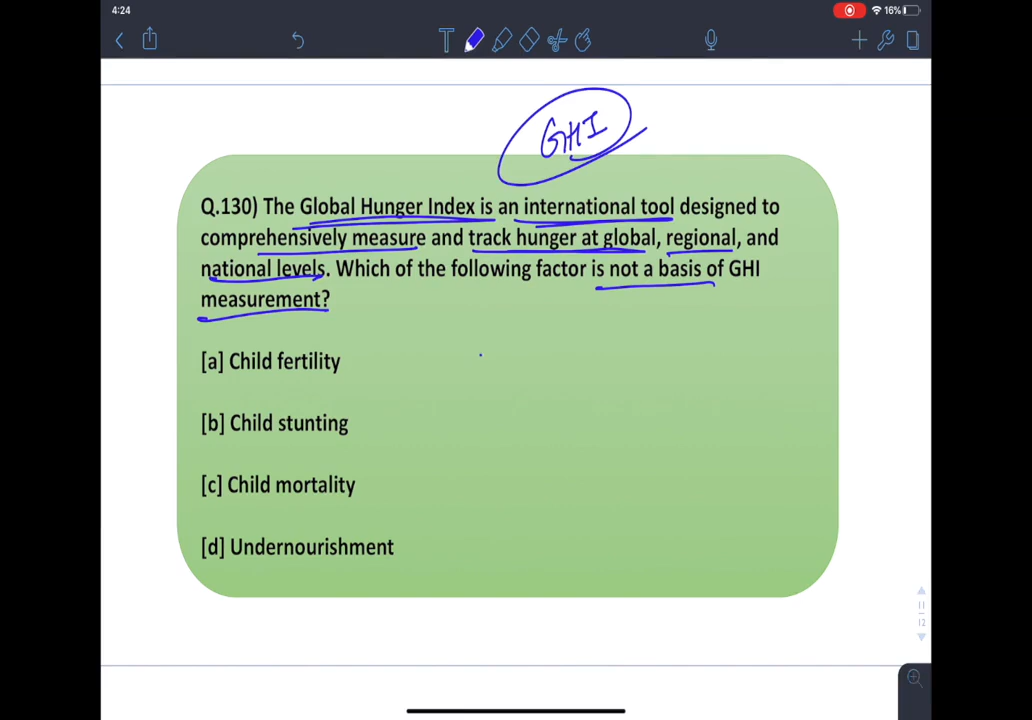 4:24
16%
T
GHI
Q.130) The Global Hunger Index is an international tool designed to
comprehensively measure and track hunger at global, regional, and
national levels. Which of the following factor is not a basis of GHI
measurement?
[a] Child fertility
[b] Child stunting
[c] Child mortality
[d] Undernourishment
11
12